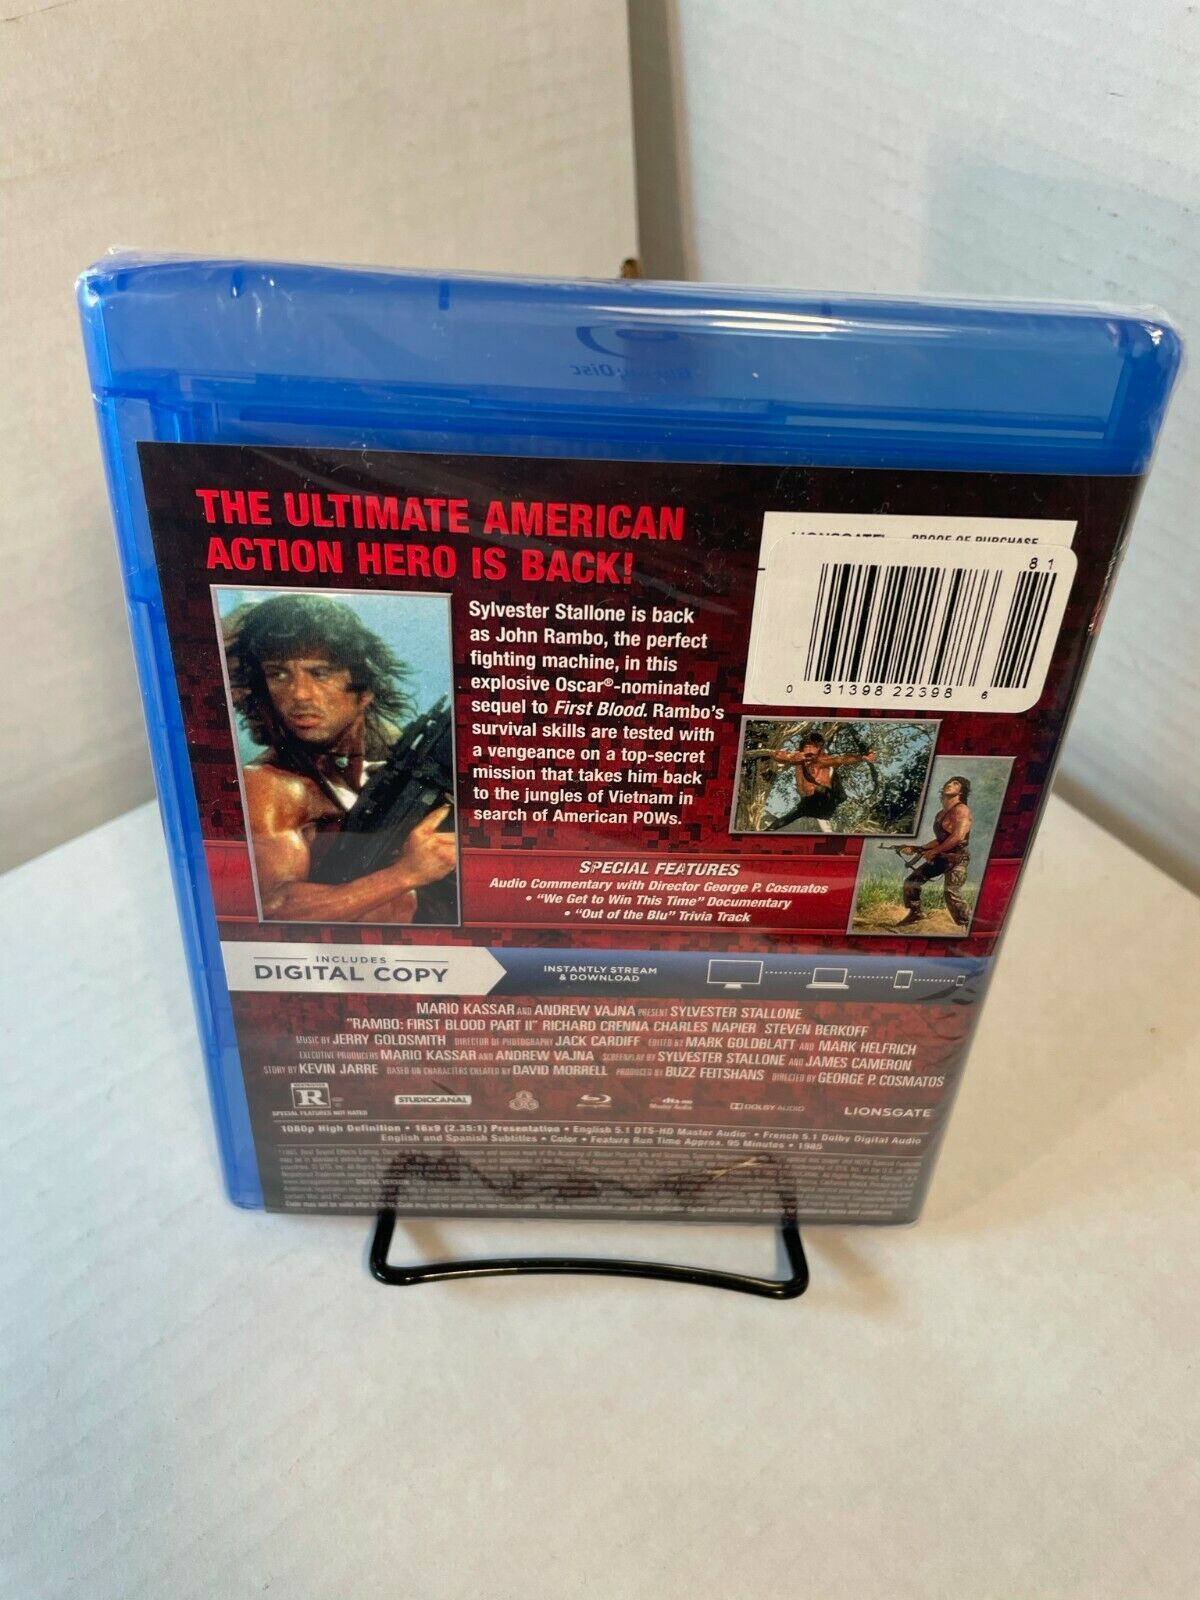 Blu-ray Disc
THE ULTIMATE AMERICAN
ACTION HERO IS BACK!
Sylvester Stallone is back
as John Rambo, the perfect
fighting machine, in this
explosive Oscar®-nominated
sequel to First Blood. Rambo's
survival skills are tested with
a vengeance on a top-secret
mission that takes him back
to the jungles of Vietnam in
search of American POWs.
LIONSGATE PROOF OF PURCHASE
81
0 31398 22398 6
SPECIAL FEATURES
Audio Commentary with Director George P. Cosmatos
• "We Get to Win This Time" Documentary
• "Out of the Blu" Trivia Track
INCLUDES
DIGITAL COPY
INSTANTLY STREAM
& DOWNLOAD
MARIO KASSAR AND ANDREW VAJNA PRESENT SYLVESTER STALLONE
"RAMBO: FIRST BLOOD PART II" RICHARD CRENNA CHARLES NAPIER STEVEN BERKOFF
MUSIC BY JERRY GOLDSMITH DIRECTOR OF PHOTOGRAPHY JACK CARDIFF EDITED BY MARK GOLDBLATT AND MARK HELFRICH
EXECUTIVE PRODUCERS MARIO KASSAR AND ANDREW VAJNA SCREENPLAY BY SYLVESTER STALLONE AND JAMES CAMERON
STORY BY KEVIN JARRE BASED ON CHARACTERS CREATED BY DAVID MORRELL PRODUCED BY BUZZ FEITSHANS DIRECTED BY GEORGE P. COSMATOS
RESTRICTED
R
SPECIAL FEATURES NOT RATED
STUDIOCANAL
dts-HD
Master Audio
DOLBY AUDIO
LIONSGATE
1080p High Definition • 16x9 (2.35:1) Presentation • English 5.1 DTS-HD Master Audio • French 5.1 Dolby Digital Audio
English and Spanish Subtitles • Color • Feature Run Time Approx. 95 Minutes • 1985